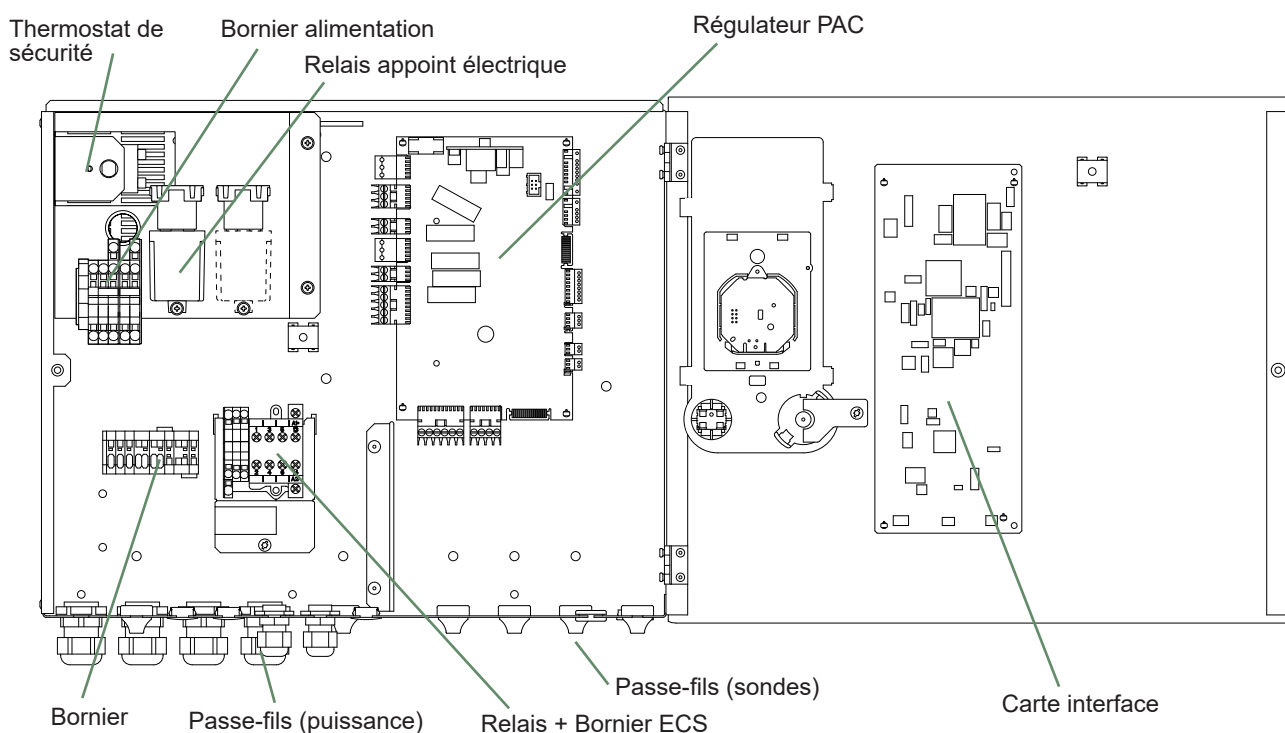 Thermostat de
sécurité
Bornier alimentation
Relais appoint électrique
Régulateur PAC
Bornier
Passe-fils (puissance)
Relais + Bornier ECS
Passe-fils (sondes)
Carte interface